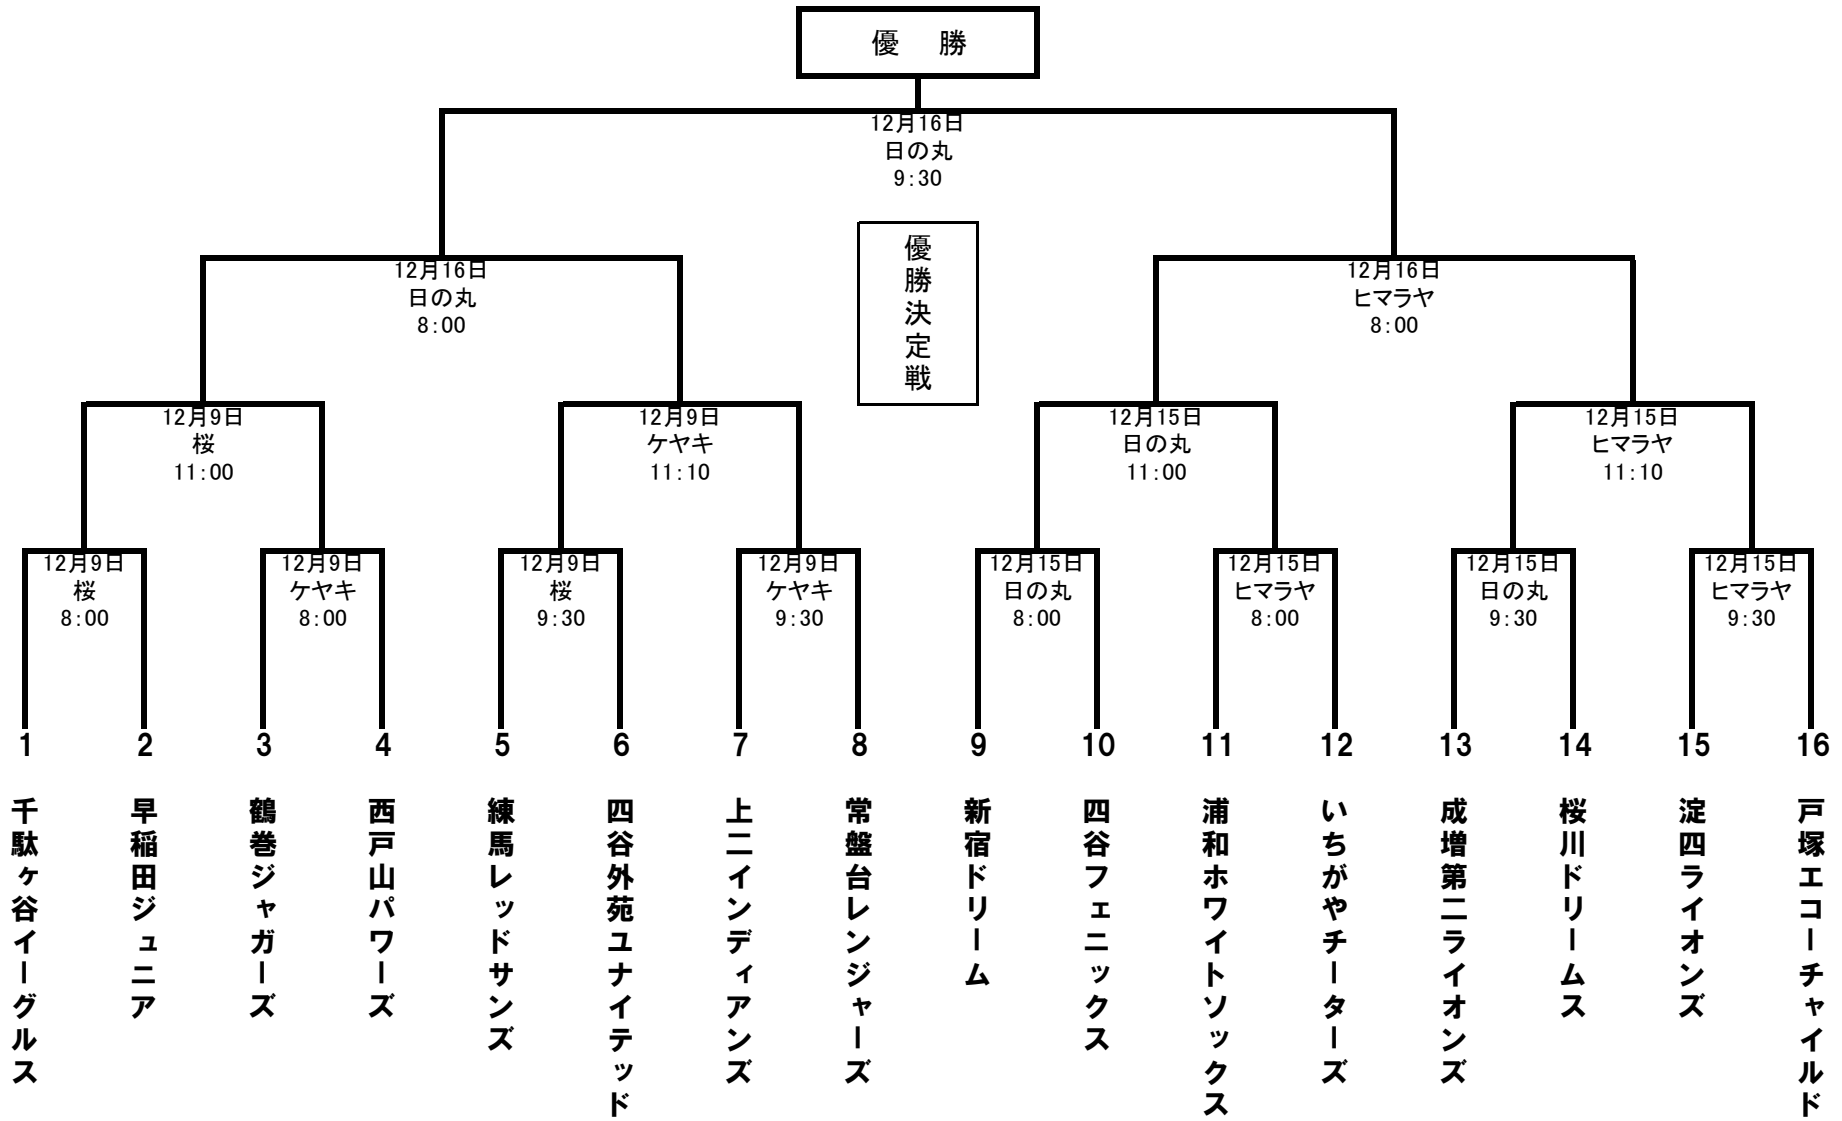 優　勝
12月16日
日の丸
9:30
優勝決定戦
12月16日
日の丸
8:00
12月16日
ヒマラヤ
8:00
12月9日
桜
11:00
12月9日
ケヤキ
11:10
12月15日
日の丸
11:00
12月15日
ヒマラヤ
11:10
12月9日
桜
8:00
12月9日
ケヤキ
8:00
12月9日
桜
9:30
12月9日
ケヤキ
9:30
12月15日
日の丸
8:00
12月15日
ヒマラヤ
8:00
12月15日
日の丸
9:30
12月15日
ヒマラヤ
9:30
1
2
3
4
5
6
7
8
9
10
11
12
13
14
15
16
千駄ヶ谷イーグルス
早稲田ジュニア
鶴巻ジャガーズ
西戸山パワーズ
練馬レッドサンズ
四谷外苑ユナイテッド
上二インディアンズ
常盤台レンジャーズ
新宿ドリーム
四谷フェニックス
浦和ホワイトソックス
いちがやチーターズ
成増第二ライオンズ
桜川ドリームス
淀四ライオンズ
戸塚エコーチャイルド